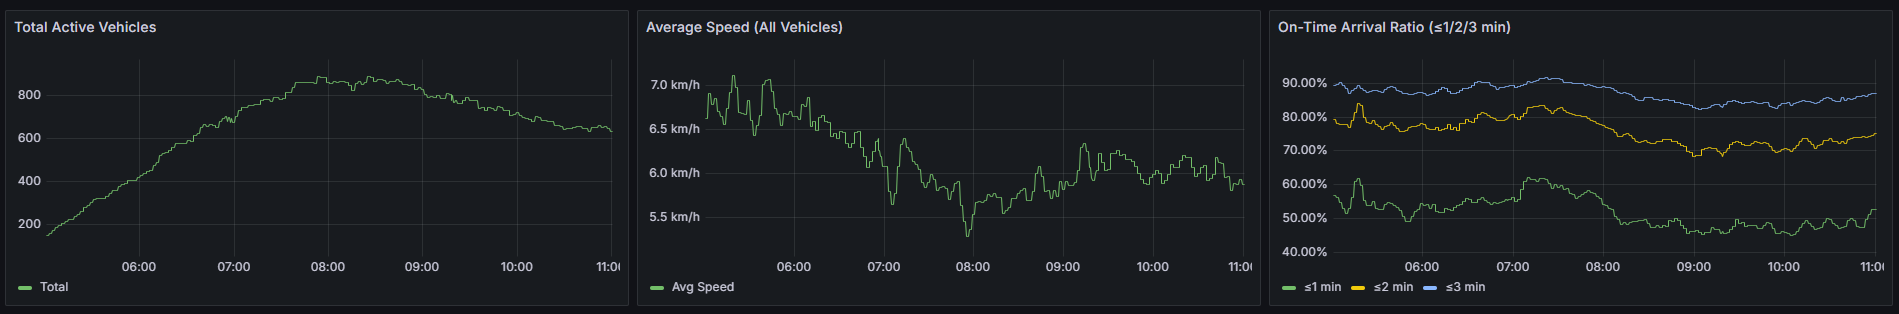 Total Active Vehicles
800
600
400
200
06:00 07:00 08:00 09:00 10:00 11:00
Total
Average Speed (All Vehicles)
7.0 km/h
6.5 km/h
6.0 km/h
5.5 km/h
06:00 07:00 08:00 09:00 10:00 11:00
Avg Speed
On-Time Arrival Ratio (≤1/2/3 min)
90.00%
80.00%
70.00%
60.00%
50.00%
40.00%
06:00 07:00 08:00 09:00 10:00 11:00
≤1 min ≤2 min ≤3 min